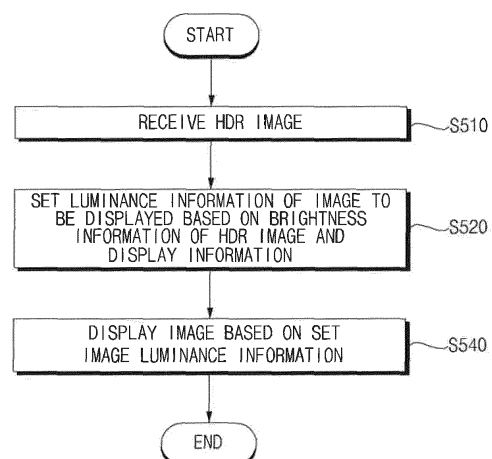 START
RECEIVE HDR IMAGE
S510
SET LUMINANCE INFORMATION OF IMAGE TO
BE DISPLAYED BASED ON BRIGHTNESS
INFORMATION OF HDR IMAGE AND
DISPLAY INFORMATION
S520
DISPLAY IMAGE BASED ON SET
IMAGE LUMINANCE INFORMATION
S540
END